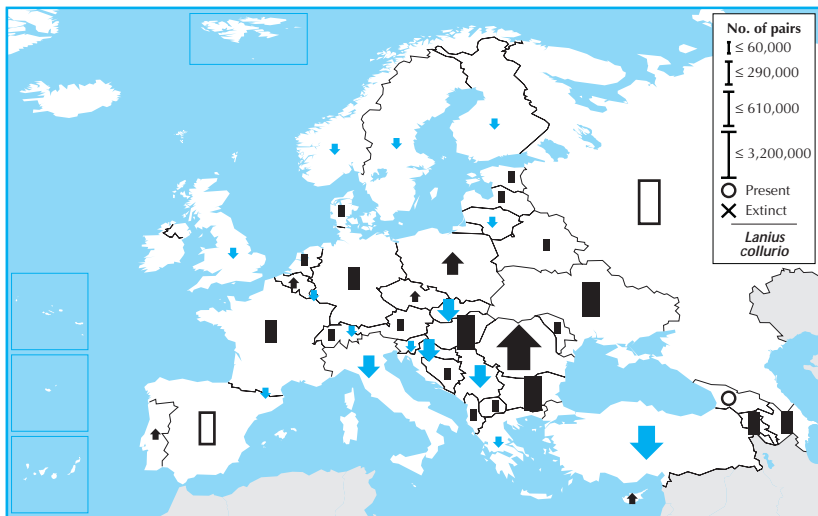 No. of pairs
≤ 60,000
≤ 290,000
≤ 610,000
≤ 3,200,000
Present
Extinct
Lanius
collurio